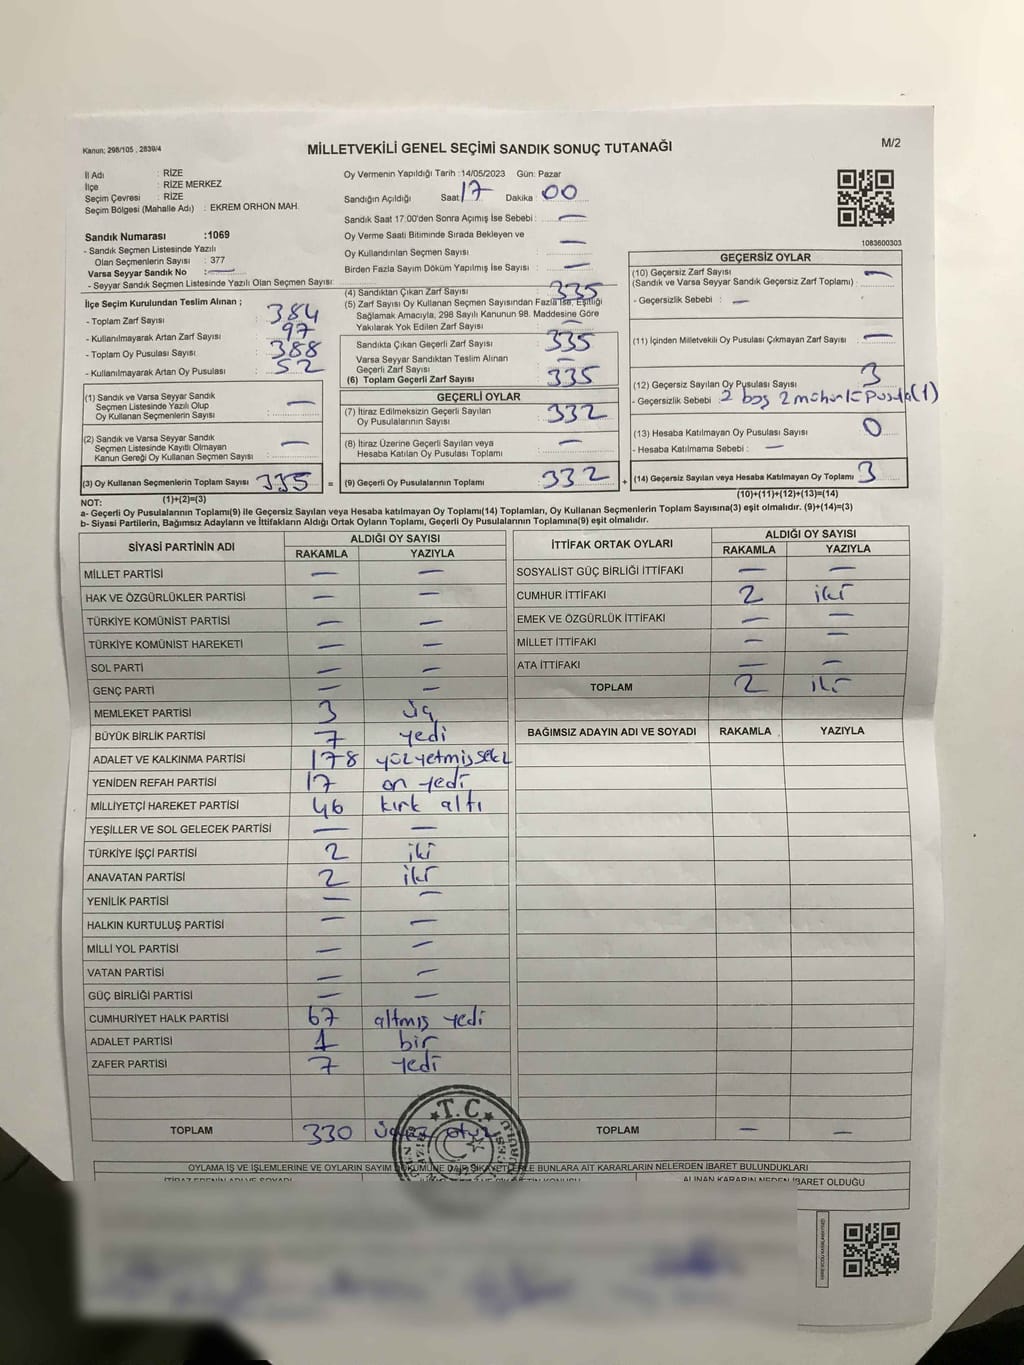 Kanun; 298/105 , 2839/4
MİLLETVEKİLİ GENEL SEÇİMİ SANDIK SONUÇ TUTANAĞI
M/2
İl Adı : RİZE
İlçe : RİZE MERKEZ
Seçim Çevresi : RİZE
Seçim Bölgesi (Mahalle Adı) : EKREM ORHON MAH.
Sandık Numarası :1069
- Sandık Seçmen Listesinde Yazılı
Olan Seçmenlerin Sayısı : 377
Varsa Seyyar Sandık No : —
- Seyyar Sandık Seçmen Listesinde Yazılı Olan Seçmen Sayısı:
Oy Vermenin Yapıldığı Tarih :14/05/2023 Gün: Pazar
Sandığın Açıldığı Saat 17 Dakika : 00
Sandık Saat 17:00'den Sonra Açımış İse Sebebi : —
Oy Verme Saati Bitiminde Sırada Bekleyen ve
Oy Kullandırılan Seçmen Sayısı : —
Birden Fazla Sayım Döküm Yapılmış İse Sayısı : —
1083600303
İlçe Seçim Kurulundan Teslim Alınan ;
- Toplam Zarf Sayısı : 384
- Kullanılmayarak Artan Zarf Sayısı : 97
- Toplam Oy Pusulası Sayısı : 388
- Kullanılmayarak Artan Oy Pusulası : 52
(1) Sandık ve Varsa Seyyar Sandık
Seçmen Listesinde Yazılı Olup
Oy Kullanan Seçmenlerin Sayısı : —
(2) Sandık ve Varsa Seyyar Sandık
Seçmen Listesinde Kayıtlı Olmayan
Kanun Gereği Oy Kullanan Seçmen Sayısı : —
(3) Oy Kullanan Seçmenlerin Toplam Sayısı : 335 =
(1)+(2)=(3)
(4) Sandıktan Çıkan Zarf Sayısı : 335
(5) Zarf Sayısı Oy Kullanan Seçmen Sayısından Fazla İse, Eşitliği
Sağlamak Amacıyla, 298 Sayılı Kanunun 98. Maddesine Göre
Yakılarak Yok Edilen Zarf Sayısı : —
Sandıkta Çıkan Geçerli Zarf Sayısı : 335
Varsa Seyyar Sandıktan Teslim Alınan
Geçerli Zarf Sayısı : —
(6) Toplam Geçerli Zarf Sayısı : 335
GEÇERLİ OYLAR
(7) İtiraz Edilmeksizin Geçerli Sayılan
Oy Pusulalarının Sayısı : 332
(8) İtiraz Üzerine Geçerli Sayılan veya
Hesaba Katılan Oy Pusulası Toplamı : —
(9) Geçerli Oy Pusulalarının Toplamı : 332 +
GEÇERSİZ OYLAR
(10) Geçersiz Zarf Sayısı
(Sandık ve Varsa Seyyar Sandık Geçersiz Zarf Toplamı) : —
- Geçersizlik Sebebi : —
(11) İçinden Milletvekili Oy Pusulası Çıkmayan Zarf Sayısı : —
(12) Geçersiz Sayılan Oy Pusulası Sayısı : 3
- Geçersizlik Sebebi : 2 boş 2 mühürlü pusula(1)
(13) Hesaba Katılmayan Oy Pusulası Sayısı : 0
- Hesaba Katılmama Sebebi : —
(14) Geçersiz Sayılan veya Hesaba Katılmayan Oy Toplamı : 3
(10)+(11)+(12)+(13)=(14)
NOT:
a- Geçerli Oy Pusulalarının Toplamı(9) ile Geçersiz Sayılan veya Hesaba katılmayan Oy Toplamı(14) Toplamları, Oy Kullanan Seçmenlerin Toplam Sayısına(3) eşit olmalıdır. (9)+(14)=(3)
b- Siyasi Partilerin, Bağımsız Adayların ve İttifakların Aldığı Ortak Oyların Toplamı, Geçerli Oy Pusulalarının Toplamına(9) eşit olmalıdır.
SİYASİ PARTİNİN ADI ALDIĞI OY SAYISI
RAKAMLA YAZIYLA
MİLLET PARTİSİ — —
HAK VE ÖZGÜRLÜKLER PARTİSİ — —
TÜRKİYE KOMÜNİST PARTİSİ — —
TÜRKİYE KOMÜNİST HAREKETİ — —
SOL PARTİ — —
GENÇ PARTİ — —
MEMLEKET PARTİSİ 3 üç
BÜYÜK BİRLİK PARTİSİ 7 yedi
ADALET VE KALKINMA PARTİSİ 178 yüzyetmişsekiz
YENİDEN REFAH PARTİSİ 17 on yedi
MİLLİYETÇİ HAREKET PARTİSİ 46 kırk altı
YEŞİLLER VE SOL GELECEK PARTİSİ — —
TÜRKİYE İŞÇİ PARTİSİ 2 iki
ANAVATAN PARTİSİ 2 iki
YENİLİK PARTİSİ — —
HALKIN KURTULUŞ PARTİSİ — —
MİLLİ YOL PARTİSİ — —
VATAN PARTİSİ — —
GÜÇ BİRLİĞİ PARTİSİ — —
CUMHURİYET HALK PARTİSİ 67 altmış yedi
ADALET PARTİSİ 1 bir
ZAFER PARTİSİ 7 yedi
TOPLAM 330 üçyüz otuz
İTTİFAK ORTAK OYLARI ALDIĞI OY SAYISI
RAKAMLA YAZIYLA
SOSYALİST GÜÇ BİRLİĞİ İTTİFAKI — —
CUMHUR İTTİFAKI 2 iki
EMEK VE ÖZGÜRLÜK İTTİFAKI — —
MİLLET İTTİFAKI — —
ATA İTTİFAKI — —
TOPLAM 2 iki
BAĞIMSIZ ADAYIN ADI VE SOYADI RAKAMLA YAZIYLA
TOPLAM — —
T.C.
OYLAMA İŞ VE İŞLEMLERİNE VE OYLARIN SAYIM DÖKÜMÜNE DAİR ŞİKAYETLERLE BUNLARA AİT KARARLARIN NELERDEN İBARET BULUNDUKLARI
ALINAN KARARIN NEDEN İBARET OLDUĞU